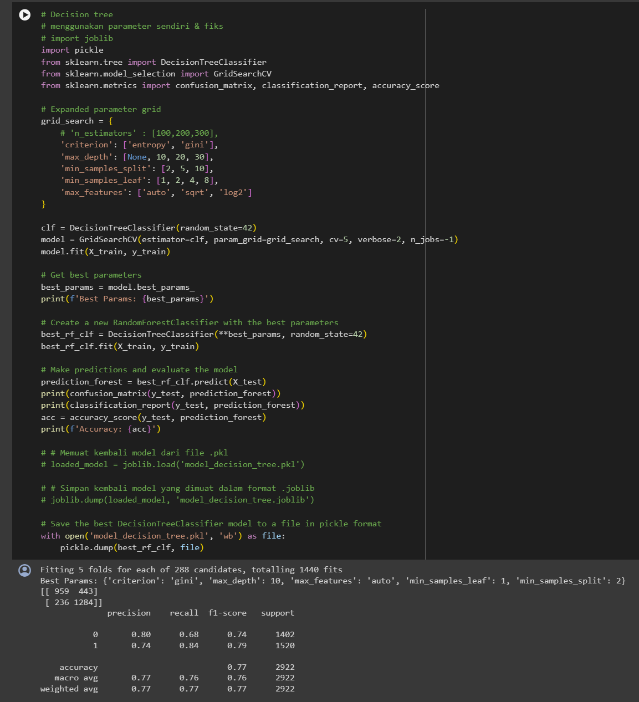 # Decision tree
# menggunakan parameter sendiri & fiks
# import joblib
import pickle
from sklearn.tree import DecisionTreeClassifier
from sklearn.model_selection import GridSearchCV
from sklearn.metrics import confusion_matrix, classification_report, accuracy_score

# Expanded parameter grid
grid_search = {
    # 'n_estimators' : [100,200,300],
    'criterion': ['entropy', 'gini'],
    'max_depth': [None, 10, 20, 30],
    'min_samples_split': [2, 5, 10],
    'min_samples_leaf': [1, 2, 4, 8],
    'max_features': ['auto', 'sqrt', 'log2']
}

clf = DecisionTreeClassifier(random_state=42)
model = GridSearchCV(estimator=clf, param_grid=grid_search, cv=5, verbose=2, n_jobs=-1)
model.fit(X_train, y_train)

# Get best parameters
best_params = model.best_params_
print(f'Best Params: {best_params}')

# Create a new RandomForestClassifier with the best parameters
best_rf_clf = DecisionTreeClassifier(**best_params, random_state=42)
best_rf_clf.fit(X_train, y_train)

# Make predictions and evaluate the model
prediction_forest = best_rf_clf.predict(X_test)
print(confusion_matrix(y_test, prediction_forest))
print(classification_report(y_test, prediction_forest))
acc = accuracy_score(y_test, prediction_forest)
print(f'Accuracy: {acc}')

# # Memuat kembali model dari file .pkl
# loaded_model = joblib.load('model_decision_tree.pkl')

# # Simpan kembali model yang dimuat dalam format .joblib
# joblib.dump(loaded_model, 'model_decision_tree.joblib')

# Save the best DecisionTreeClassifier model to a file in pickle format
with open('model_decision_tree.pkl', 'wb') as file:
    pickle.dump(best_rf_clf, file)

Fitting 5 folds for each of 288 candidates, totalling 1440 fits
Best Params: {'criterion': 'gini', 'max_depth': 10, 'max_features': 'auto', 'min_samples_leaf': 1, 'min_samples_split': 2}
[[ 959  443]
 [ 236 1284]]
              precision    recall  f1-score   support

           0       0.80      0.68      0.74      1402
           1       0.74      0.84      0.79      1520

    accuracy                           0.77      2922
   macro avg       0.77      0.76      0.76      2922
weighted avg       0.77      0.77      0.77      2922